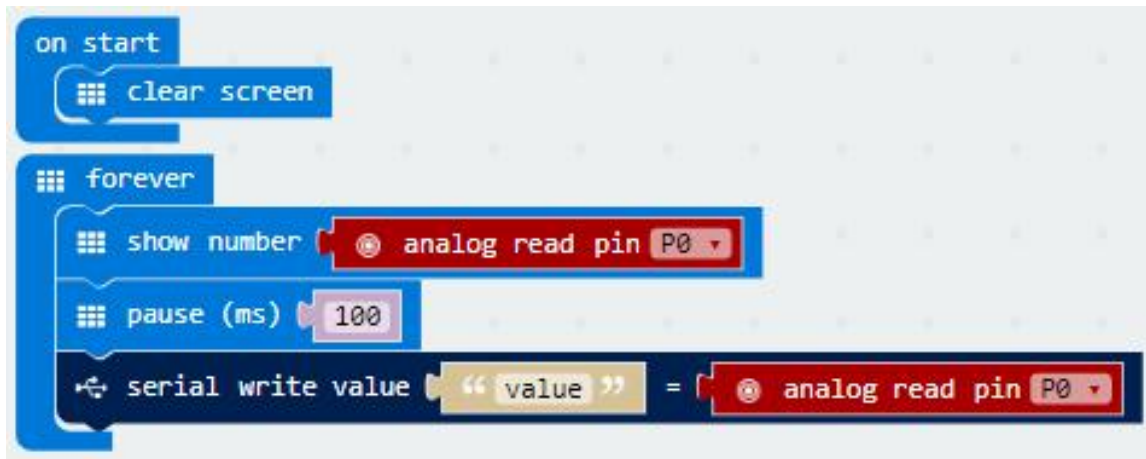 on start
clear screen
forever
show number analog read pin P0
pause (ms) 100
serial write value “ value ” = analog read pin P0